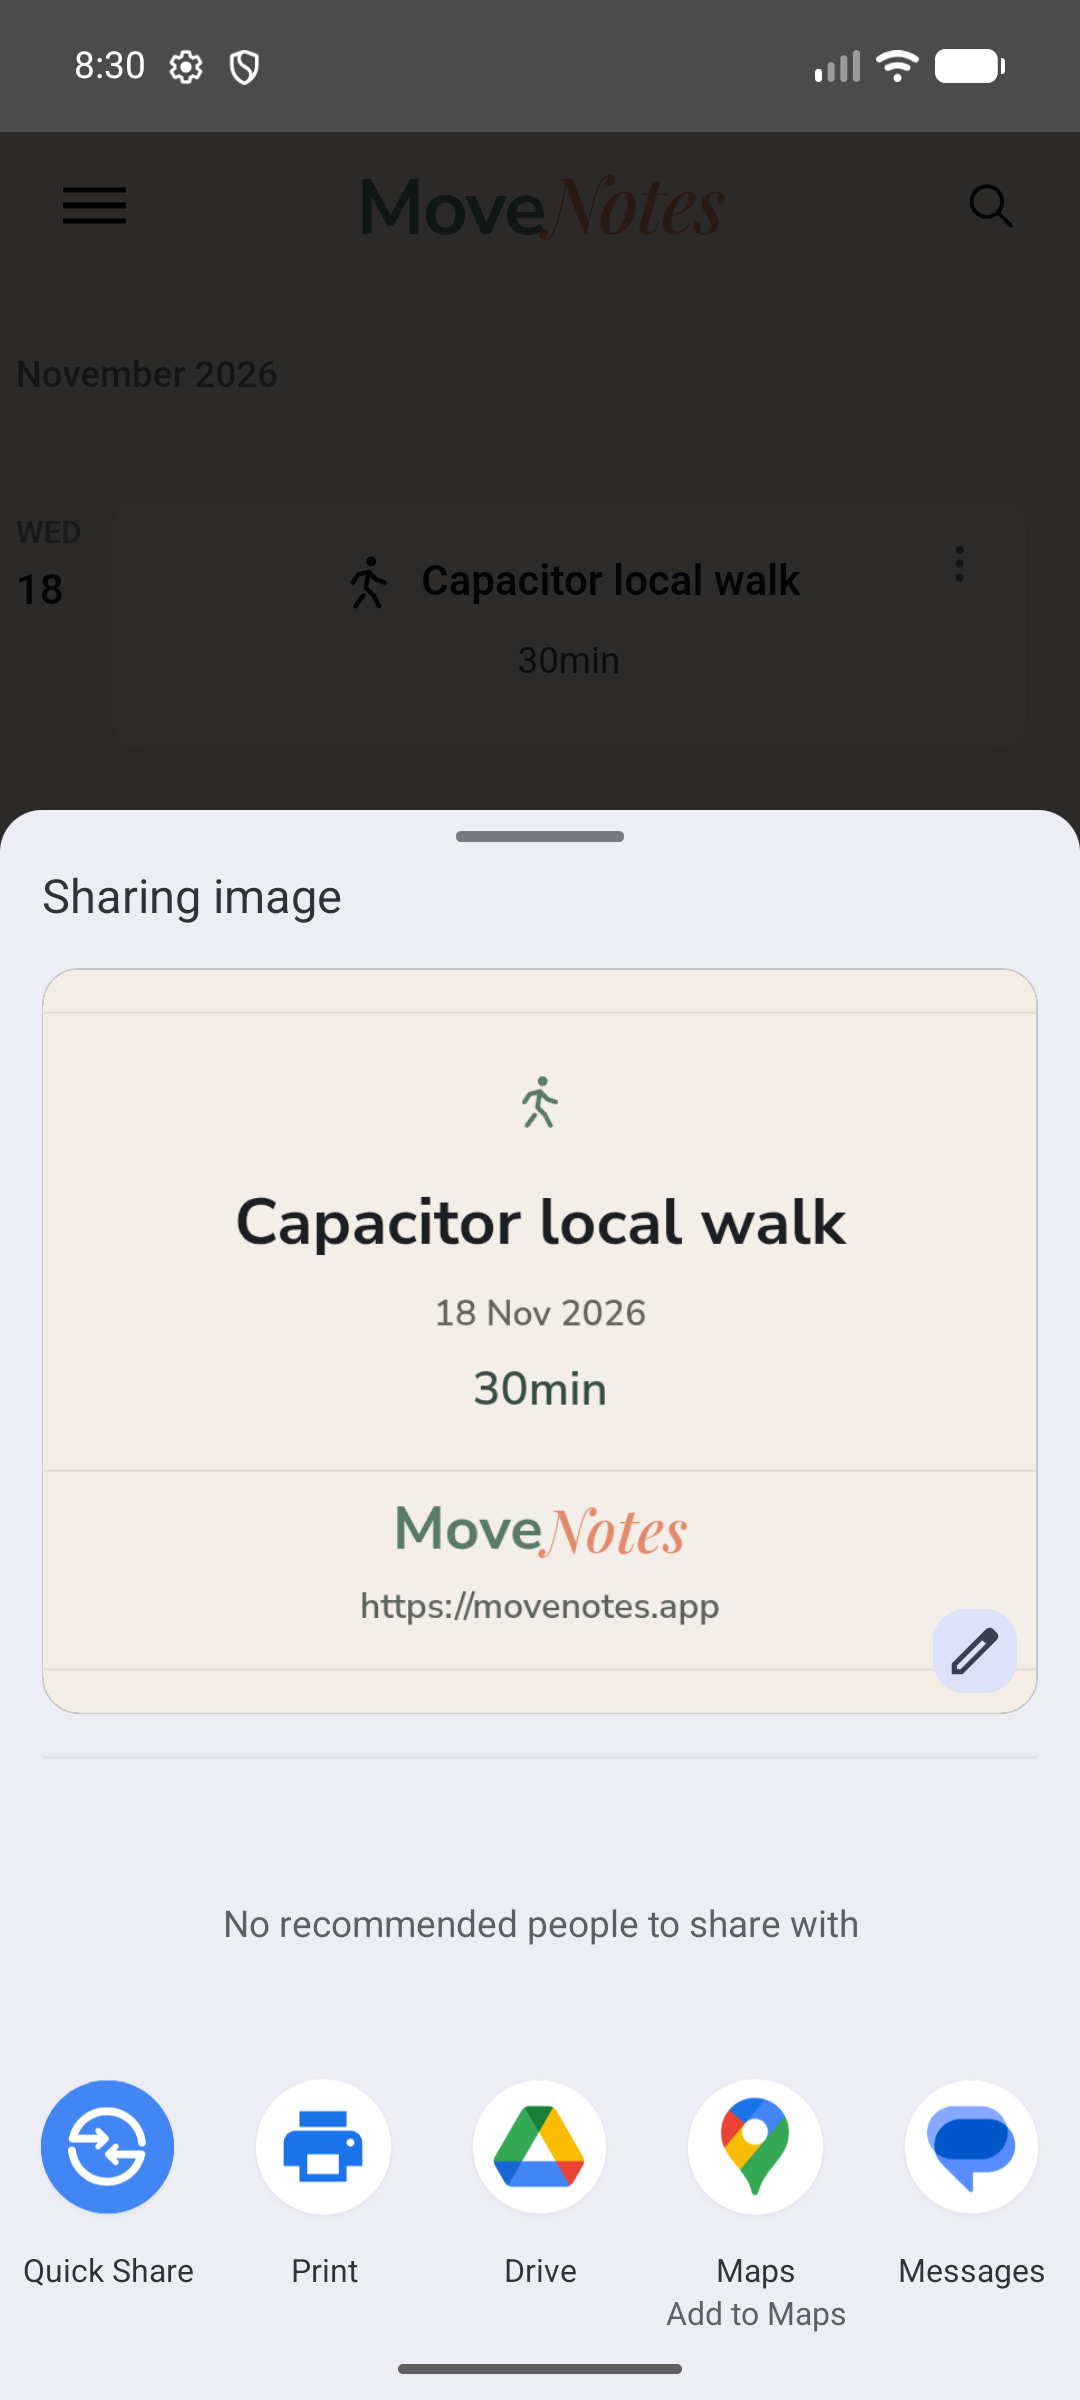 8:30
MoveNotes
November 2026
WED
18
Capacitor local walk
30min
Sharing image
Capacitor local walk
18 Nov 2026
30min
MoveNotes
https://movenotes.app
No recommended people to share with
Quick Share
Print
Drive
Maps
Add to Maps
Messages